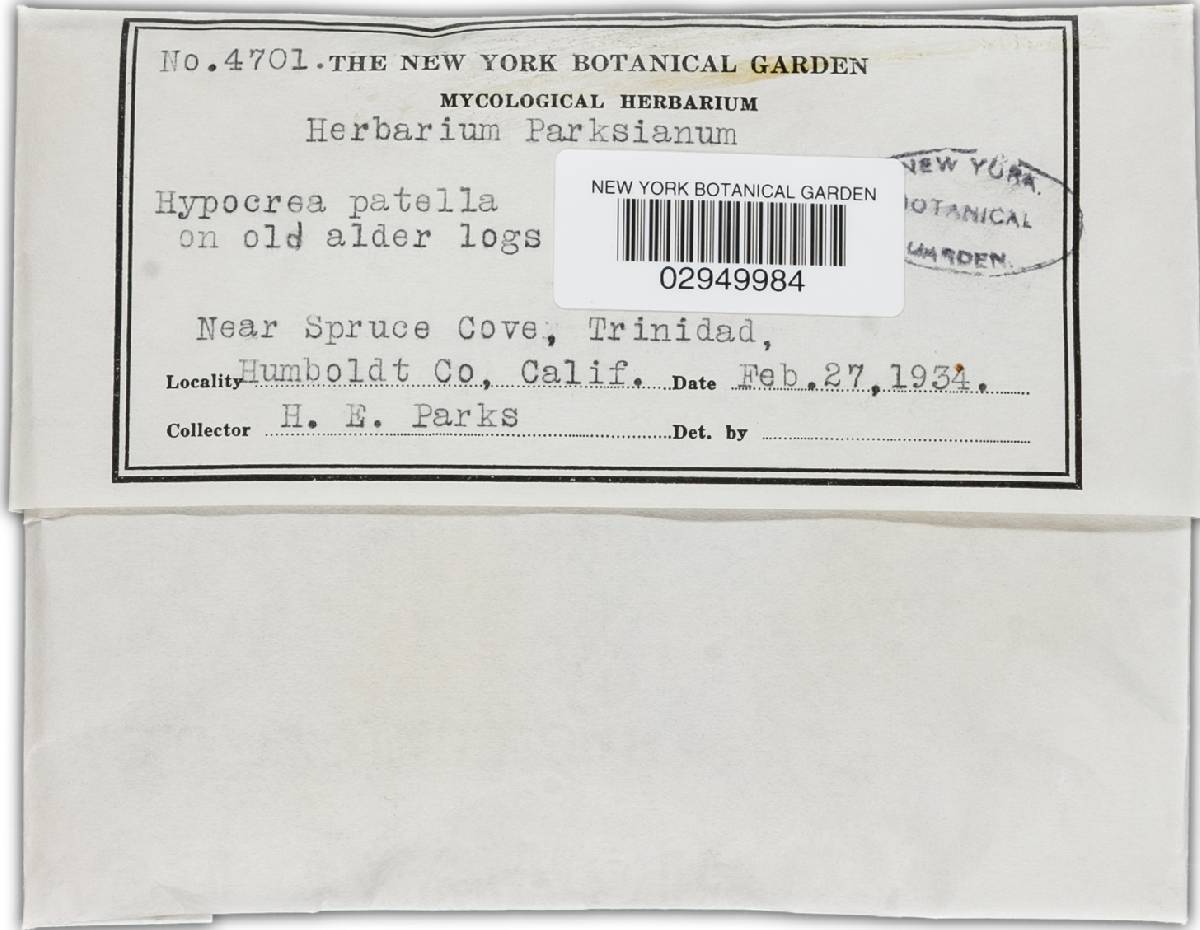 No.4701. THE NEW YORK BOTANICAL GARDEN
MYCOLOGICAL HERBARIUM
Herbarium Parksianum
NEW YORK
BOTANICAL
GARDEN.
NEW YORK BOTANICAL GARDEN
02949984
Hypocrea patella
on old alder logs
Near Spruce Cove, Trinidad,
Locality Humboldt Co, Calif. Date Feb.27,1934.
Collector H. E. Parks Det. by